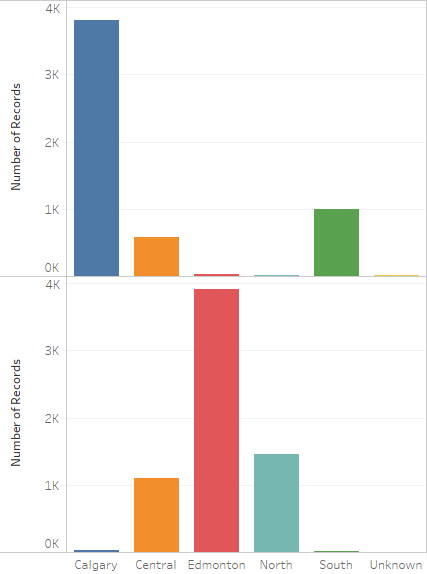 4K
3K
2K
1K
0K
Number of Records
4K
3K
2K
1K
0K
Number of Records
Calgary Central Edmonton North South Unknown